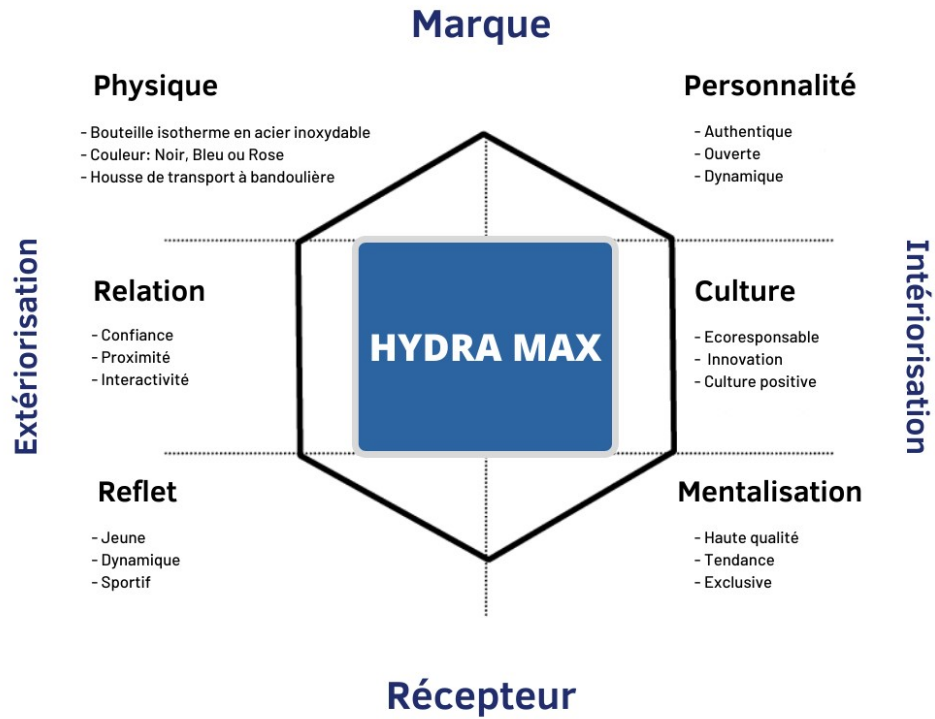 Marque
Physique
- Bouteille isotherme en acier inoxydable
- Couleur: Noir, Bleu ou Rose
- Housse de transport à bandoulière
Personnalité
- Authentique
- Ouverte
- Dynamique
Extériorisation
Relation
- Confiance
- Proximité
- Interactivité
HYDRA MAX
Culture
- Ecoresponsable
- Innovation
- Culture positive
Intériorisation
Reflet
- Jeune
- Dynamique
- Sportif
Mentalisation
- Haute qualité
- Tendance
- Exclusive
Récepteur